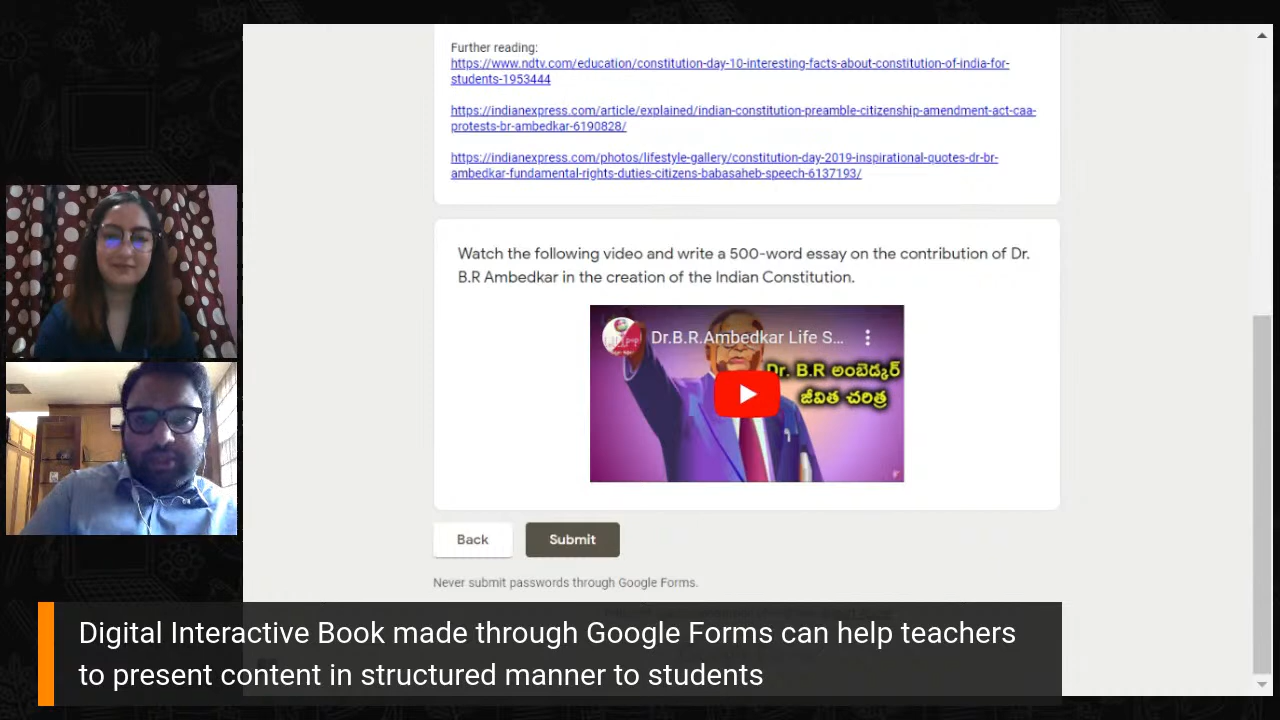 Further reading:
https://www.ndtv.com/education/constitution-day-10-interesting-facts-about-constitution-of-india-for-
students-1953444
https://indianexpress.com/article/explained/indian-constitution-preamble-citizenship-amendment-act-caa-
protests-br-ambedkar-6190828/
https://indianexpress.com/photos/lifestyle-gallery/constitution-day-2019-inspirational-quotes-dr-br-
ambedkar-fundamental-rights-duties-citizens-babasaheb-speech-6137193/
Watch the following video and write a 500-word essay on the contribution of Dr.
B.R Ambedkar in the creation of the Indian Constitution.
Dr.B.R.Ambedkar Life S...
Dr. B.R అంబెడ్కర్
జీవిత చరిత్ర
Back
Submit
Never submit passwords through Google Forms.
Digital Interactive Book made through Google Forms can help teachers
to present content in structured manner to students